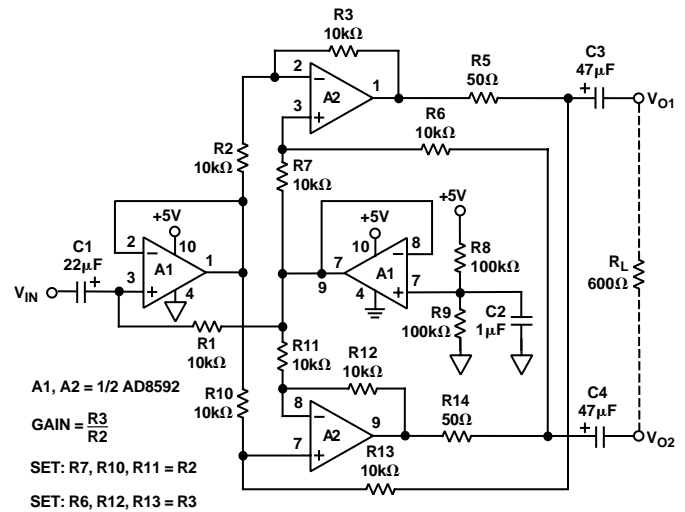 R3
10kΩ
2
1
A2
3
R5
50Ω
C3
+ 47µF
VO1
R6
10kΩ
R2
10kΩ
R7
10kΩ
+5V
+5V
+5V
C1
22µF
+
VIN
2
10
1
A1
3
4
8
10
7
9
A1
7
4
R8
100kΩ
R9
100kΩ
C2
1µF
RL
600Ω
R1
10kΩ
R11
10kΩ
R12
10kΩ
R10
10kΩ
8
9
A2
7
R14
50Ω
C4
+ 47µF
VO2
R13
10kΩ
A1, A2 = 1/2 AD8592
GAIN = R3
R2
SET: R7, R10, R11 = R2
SET: R6, R12, R13 = R3